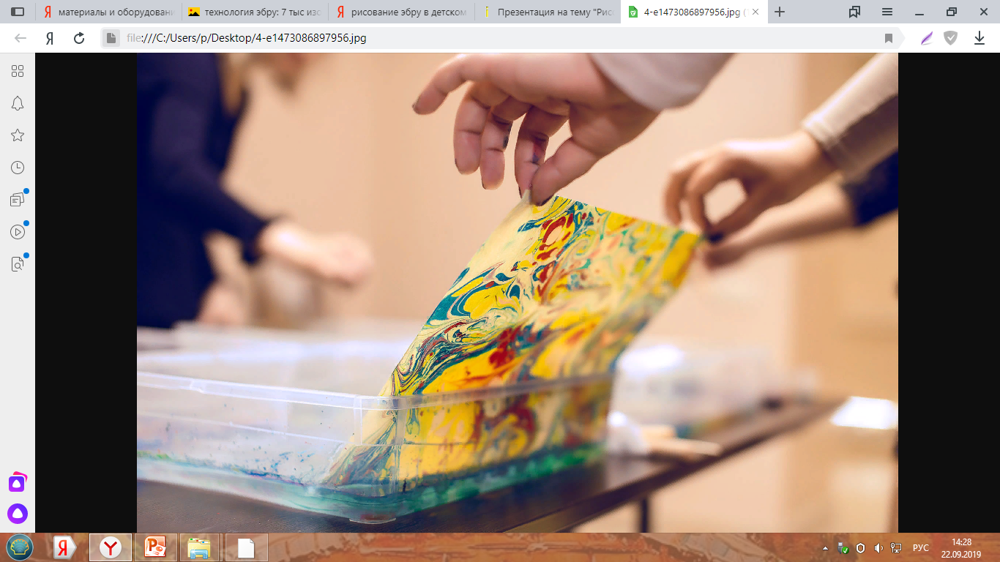 материалы и оборудовани
технология эбру: 7 тыс изо
рисование эбру в детском
Презентация на тему "Рис
4-e1473086897956.jpg (
file:///C:/Users/p/Desktop/4-e1473086897956.jpg
РУС
14:28
22.09.2019